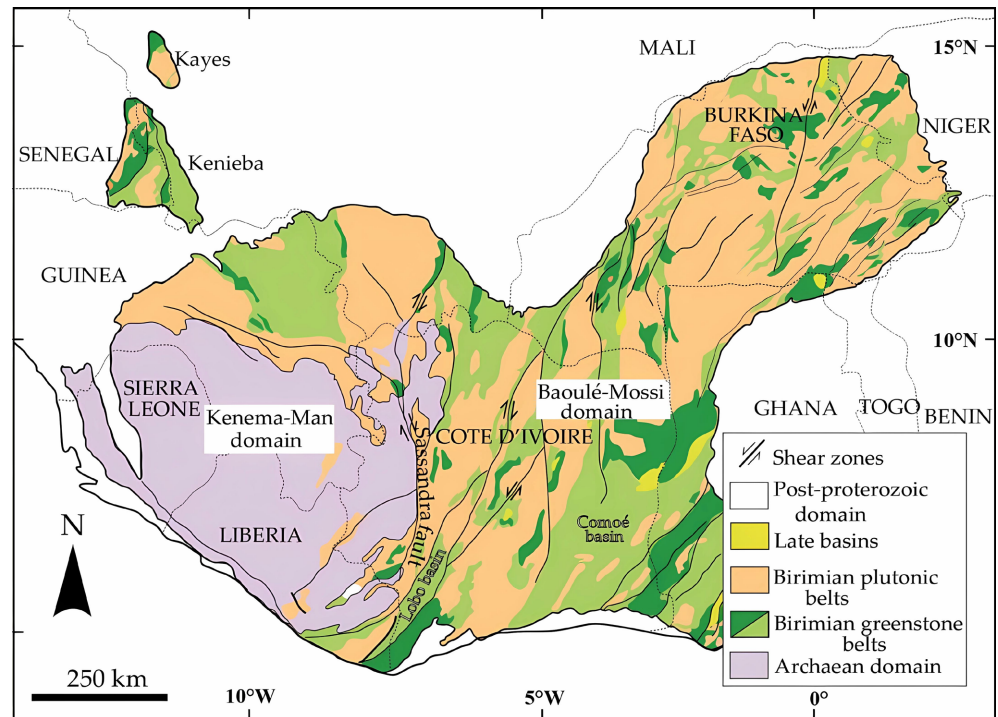 MALI
15°N
Kayes
BURKINA
FASO
NIGER
SENEGAL
Kenieba
GUINEA
10°N
SIERRA
LEONE
Kenema-Man
domain
Baoulé-Mossi
domain
GHANA
TOGO
BENIN
COTE D'IVOIRE
Sassandra fault
LIBERIA
Comoé
basin
Lobo basin
N
Shear zones
Post-proterozoic
domain
Late basins
Birimian plutonic
belts
Birimian greenstone
belts
Archaean domain
250 km
10°W
5°W
0°